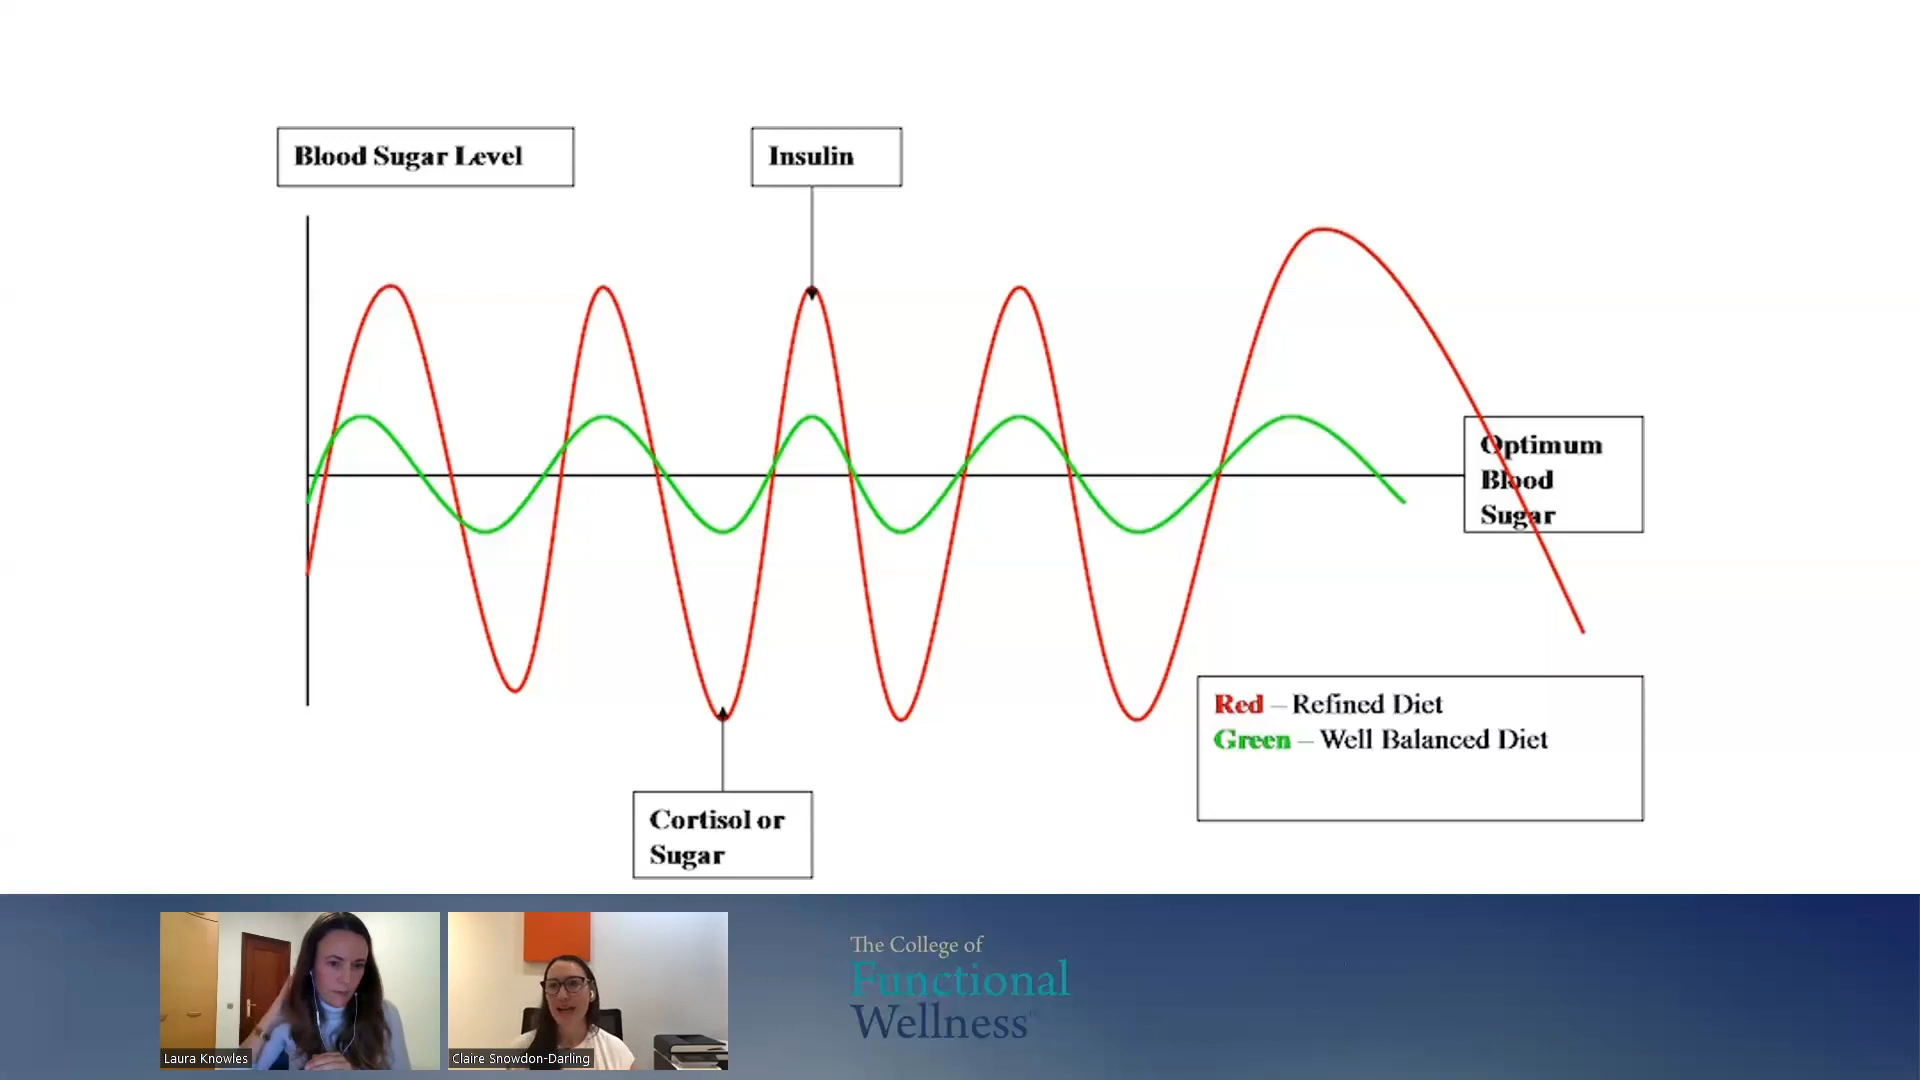 Blood Sugar Level
Insulin
Optimum
Blood
Sugar
Red – Refined Diet
Green – Well Balanced Diet
Cortisol or
Sugar
The College of
Functional
Wellness
Laura Knowles
Claire Snowdon-Darling